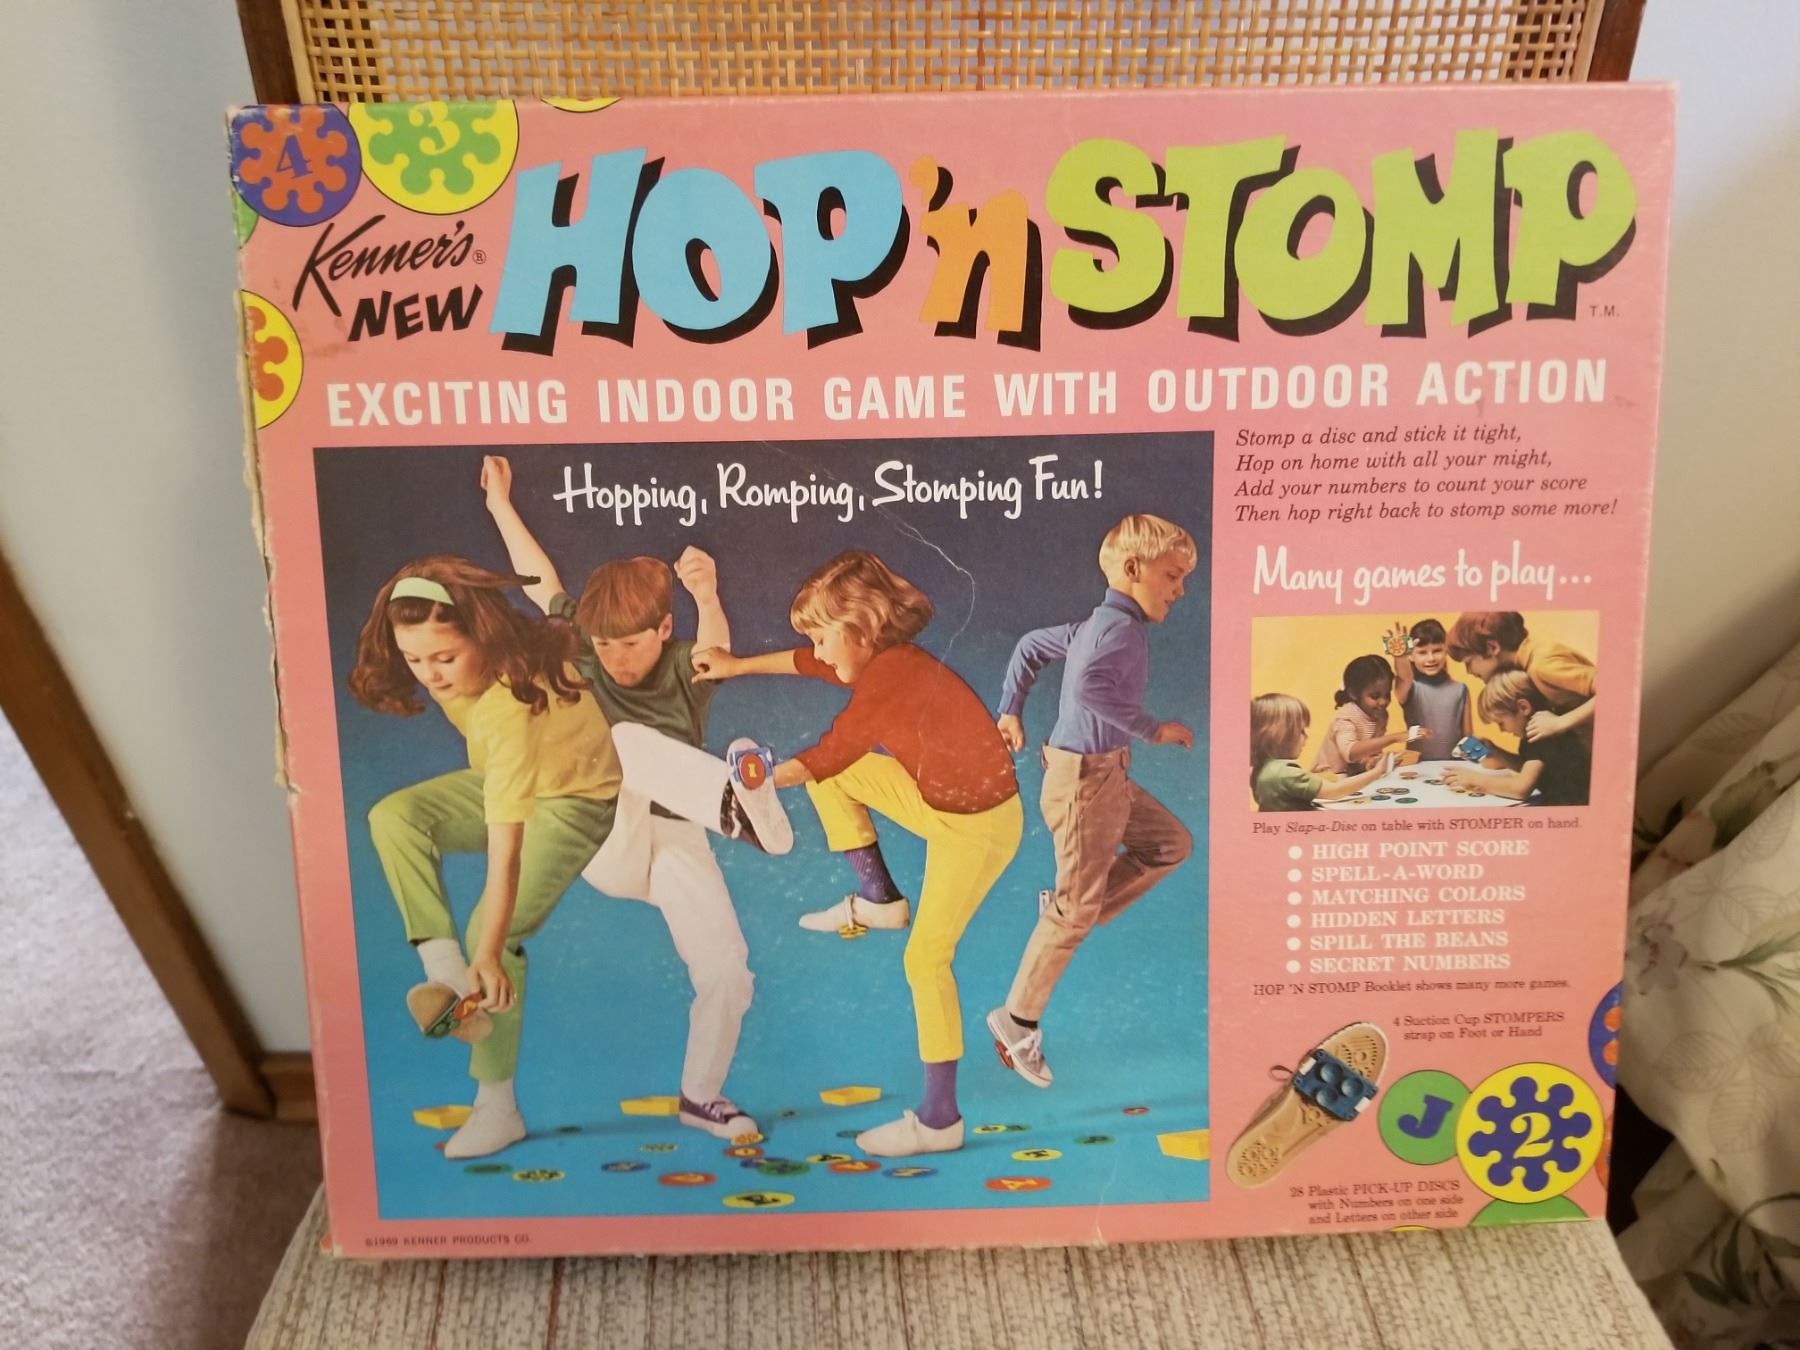 4
3
Kenner's®
NEW
HOP 'n STOMP
T.M.
EXCITING INDOOR GAME WITH OUTDOOR ACTION
Hopping, Romping, Stomping Fun!
Stomp a disc and stick it tight,
Hop on home with all your might,
Add your numbers to count your score
Then hop right back to stomp some more!
Many games to play...
Play Slap-a-Disc on table with STOMPER on hand.
● HIGH POINT SCORE
● SPELL-A-WORD
● MATCHING COLORS
● HIDDEN LETTERS
● SPILL THE BEANS
● SECRET NUMBERS
HOP 'N STOMP Booklet shows many more games.
4 Suction Cup STOMPERS
strap on Foot or Hand
J
2
28 Plastic PICK-UP DISCS
with Numbers on one side
and Letters on other side
©1969 KENNER PRODUCTS CO.